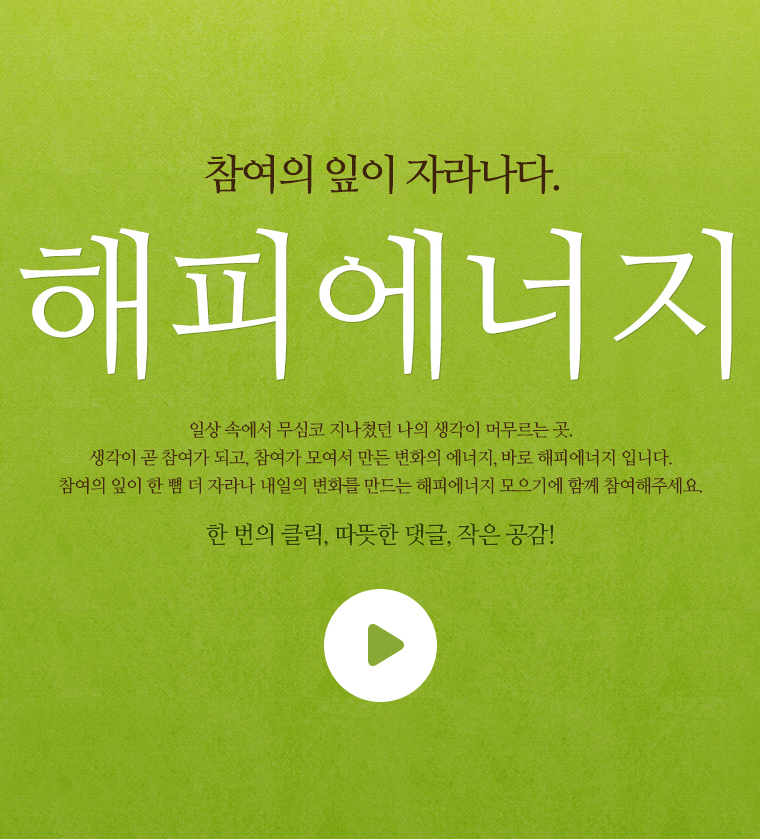 참여의 잎이 자라나다.
해피에너지
일상 속에서 무심코 지나쳤던 나의 생각이 머무르는 곳.
생각이 곧 참여가 되고, 참여가 모여서 만든 변화의 에너지, 바로 해피에너지 입니다.
참여의 잎이 한 뼘 더 자라나 내일의 변화를 만드는 해피에너지 모으기에 함께 참여해주세요.
한 번의 클릭, 따뜻한 댓글, 작은 공감!